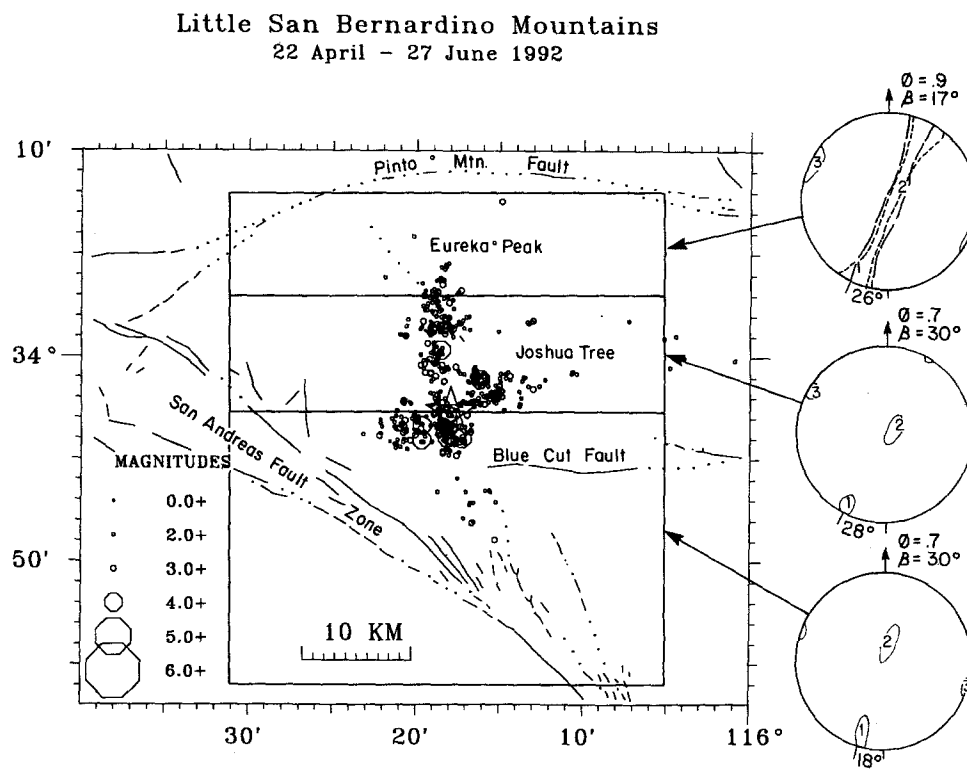 Little San Bernardino Mountains
22 April - 27 June 1992
Ø = .9
β = 17°
10'
Pinto Mtn. Fault
3
2
Eureka Peak
26°
Ø = .7
β = 30°
34°
Joshua Tree
3
2
San Andreas Fault Zone
Blue Cut Fault
MAGNITUDES
0.0+
2.0+
1
28°
3.0+
Ø = .7
β = 30°
50'
4.0+
10 KM
5.0+
2
6.0+
3
1
18°
30'
20'
10'
116°